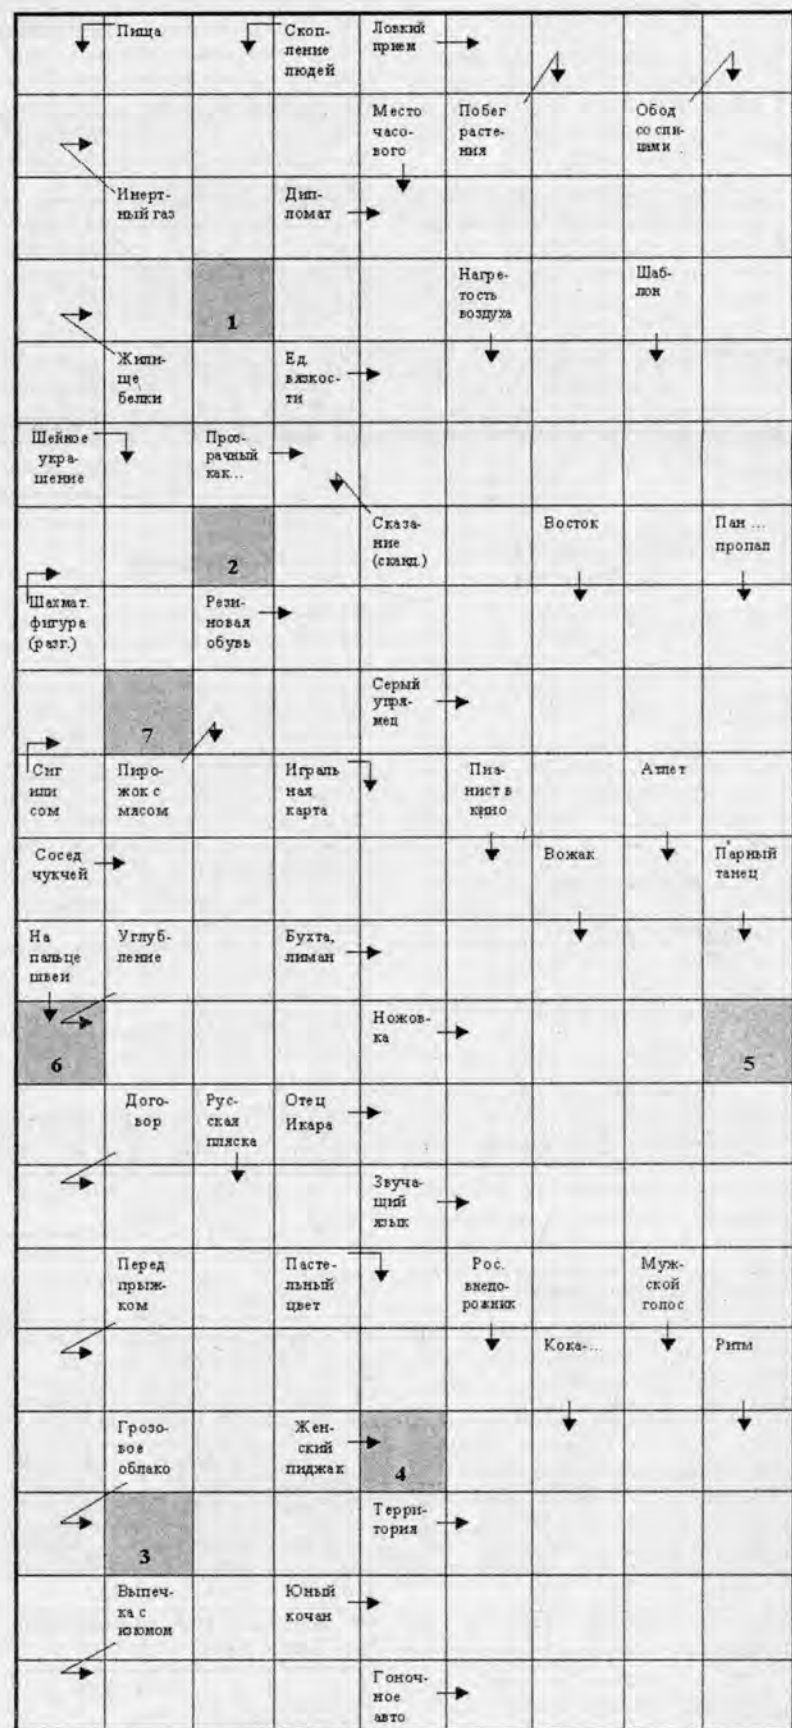 Пища
Скоп-
ление
людей
Ловкий
прием
Место
часо-
вого
Побег
расте-
ния
Обод
со спи-
цами
Инерт-
ный газ
Дип-
ломат
1
Нагре-
тость
воздуха
Шаб-
лон
Жили-
ще
белки
Ед.
вязкос-
ти
Шейное
укра-
шение
Проз-
рачный
как...
2
Сказа-
ние
(сканд.)
Восток
Пан ...
пропал
Шахмат.
фигура
(разг.)
Рези-
новая
обувь
7
Серый
упря-
мец
Сиг
или
сом
Пиро-
жок с
мясом
Играль
ная
карта
Пиа-
нист в
кино
Атлет
Сосед
чукчей
Вожак
Парный
танец
На
пальце
швеи
Углуб-
ление
Бухта,
лиман
6
Ножов-
ка
5
Дого-
вор
Рус-
ская
пляска
Отец
Икара
Звуча-
щий
язык
Перед
прыж-
ком
Пасте-
льный
цвет
Рос.
внедо-
рожник
Муж-
ской
голос
Кока-...
Ритм
Грозо-
вое
облако
Жен-
ский
пиджак
4
3
Терри-
тория
Выпеч-
ка с
изюмом
Юный
кочан
Гоноч-
ное
авто